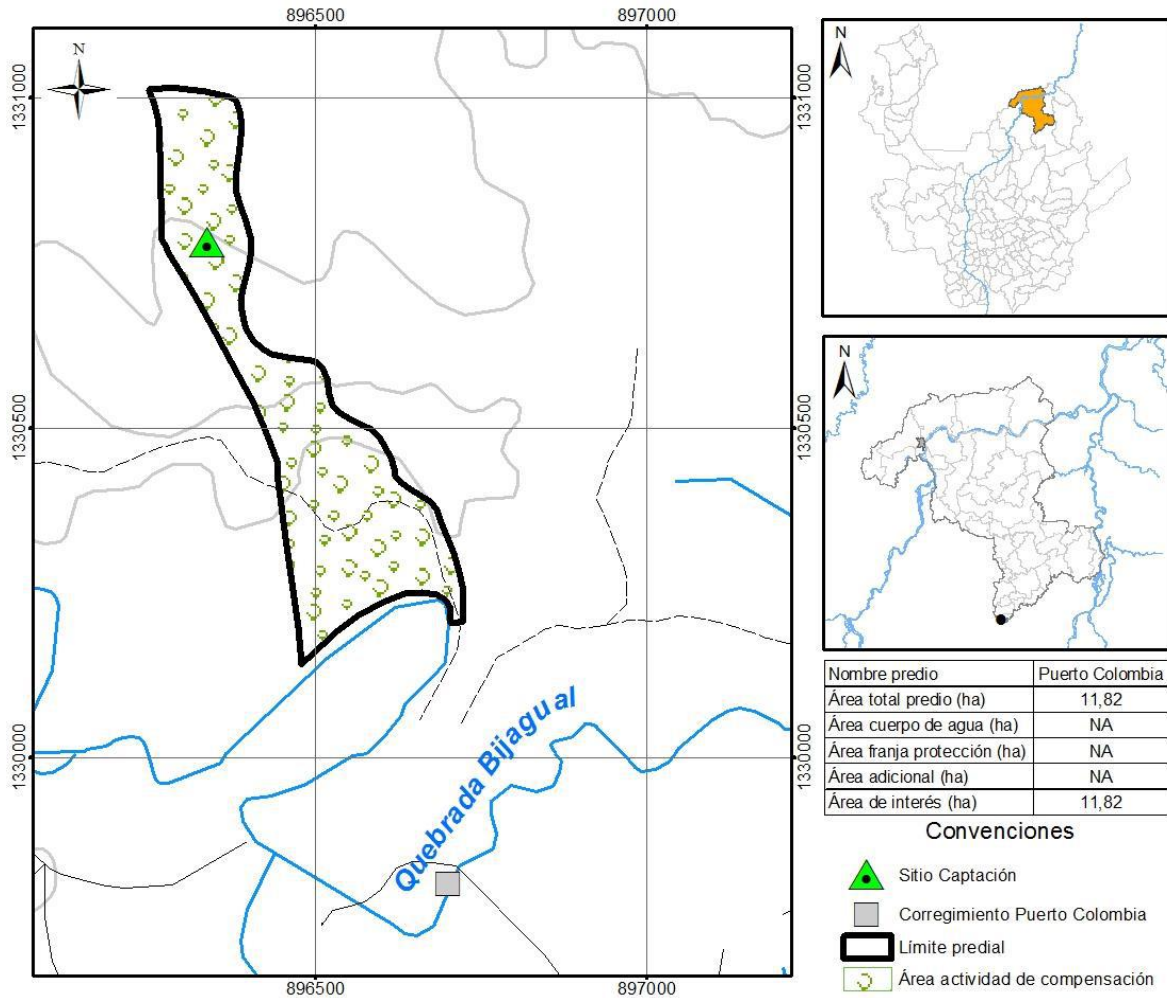 896500
897000
N
1331000
1331000
1330500
1330500
1330000
1330000
Quebrada Bijagual
896500
897000
N
N
Nombre predio Puerto Colombia
Área total predio (ha) 11,82
Área cuerpo de agua (ha) NA
Área franja protección (ha) NA
Área adicional (ha) NA
Área de interés (ha) 11,82
Convenciones
Sitio Captación
Corregimiento Puerto Colombia
Límite predial
Área actividad de compensación